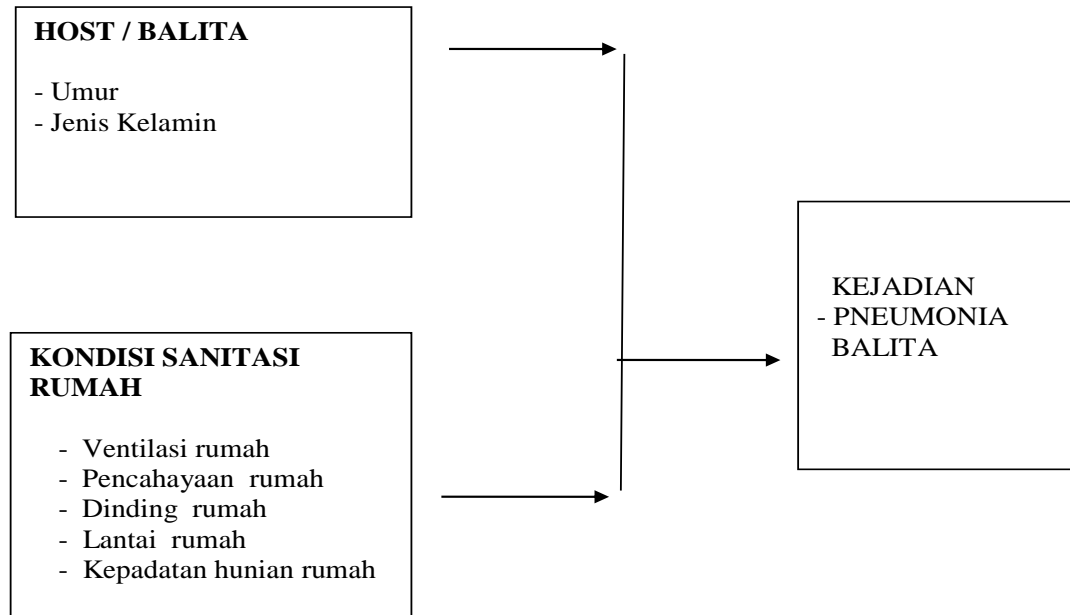 HOST / BALITA
- Umur
- Jenis Kelamin
KONDISI SANITASI
RUMAH
- Ventilasi rumah
- Pencahayaan rumah
- Dinding rumah
- Lantai rumah
- Kepadatan hunian rumah
KEJADIAN
- PNEUMONIA
BALITA